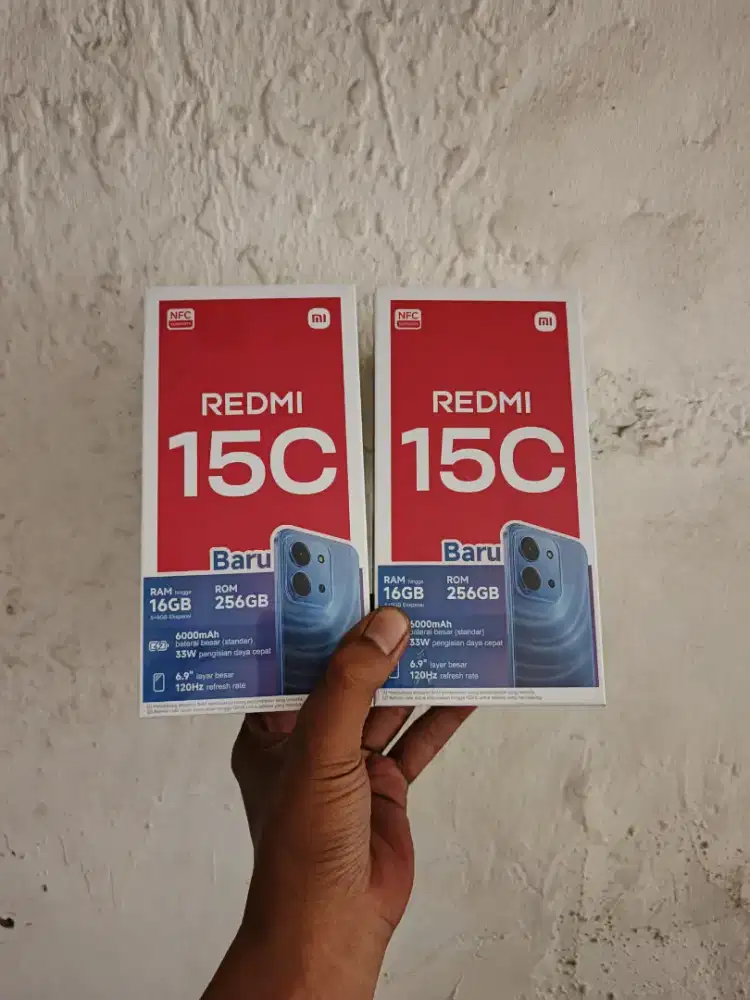 NFC
REDMI
15C
Baru
RAM hingga
16GB
ROM
256GB
6000mAh
baterai besar (standar)
33W pengisian daya cepat
6.9" layar besar
120Hz refresh rate
NFC
REDMI
15C
Baru
RAM hingga
16GB
ROM
256GB
6000mAh
baterai besar (standar)
33W pengisian daya cepat
6.9" layar besar
120Hz refresh rate